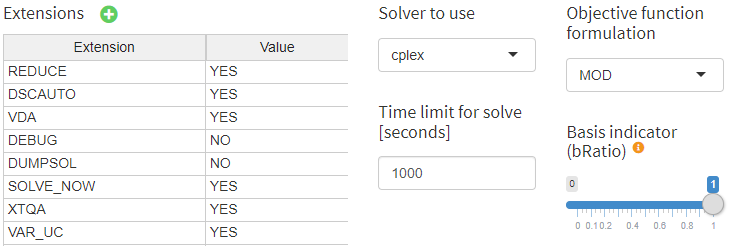 Extensions
Extension Value
REDUCE YES
DSCAUTO YES
VDA YES
DEBUG NO
DUMPSOL NO
SOLVE_NOW YES
XTQA YES
VAR_UC YES
Solver to use
cplex
Time limit for solve
[seconds]
1000
Objective function
formulation
MOD
Basis indicator
(bRatio)
0 1
0 0.1 0.2 0.4 0.6 0.8 1